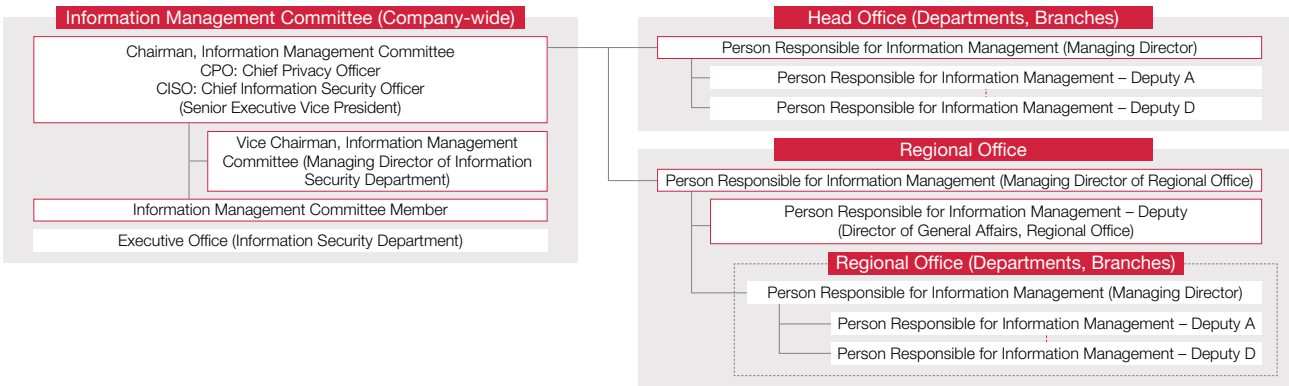 Information Management Committee (Company-wide)
Chairman, Information Management Committee
CPO: Chief Privacy Officer
CISO: Chief Information Security Officer
(Senior Executive Vice President)
Vice Chairman, Information Management
Committee (Managing Director of Information
Security Department)
Information Management Committee Member
Executive Office (Information Security Department)
Head Office (Departments, Branches)
Person Responsible for Information Management (Managing Director)
Person Responsible for Information Management – Deputy A
Person Responsible for Information Management – Deputy D
Regional Office
Person Responsible for Information Management (Managing Director of Regional Office)
Person Responsible for Information Management – Deputy
(Director of General Affairs, Regional Office)
Regional Office (Departments, Branches)
Person Responsible for Information Management (Managing Director)
Person Responsible for Information Management – Deputy A
Person Responsible for Information Management – Deputy D